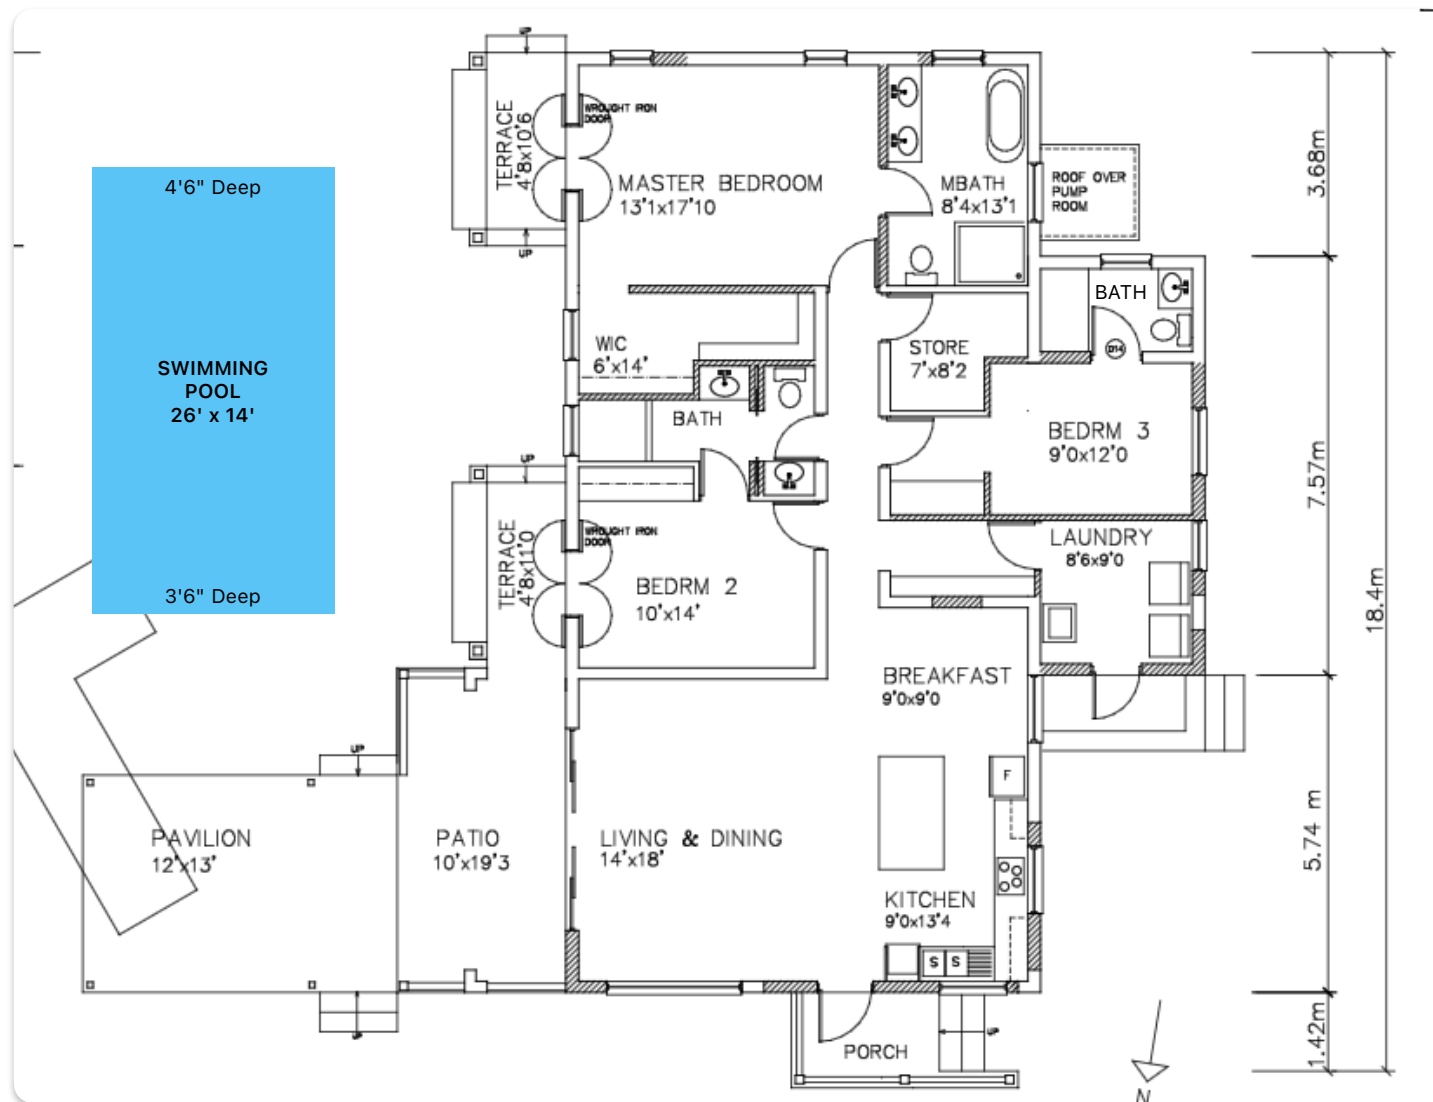 UP
WROUGHT IRON
DOOR
TERRACE
4'8x10'6
4'6" Deep
MASTER BEDROOM
13'1x17'10
MBATH
8'4x13'1
ROOF OVER
PUMP
ROOM
3.68m
UP
BATH
WIC
6'x14'
STORE
7'x8'2
D14
SWIMMING
POOL
26' x 14'
BATH
BEDRM 3
9'0x12'0
7.57m
UP
WROUGHT IRON
DOOR
TERRACE
4'8x11'0
LAUNDRY
8'6x9'0
3'6" Deep
BEDRM 2
10'x14'
18.4m
BREAKFAST
9'0x9'0
UP
F
PAVILION
12'x13'
PATIO
10'x19'3
LIVING & DINING
14'x18'
5.74 m
KITCHEN
9'0x13'4
S S
UP
UP
PORCH
1.42m
N